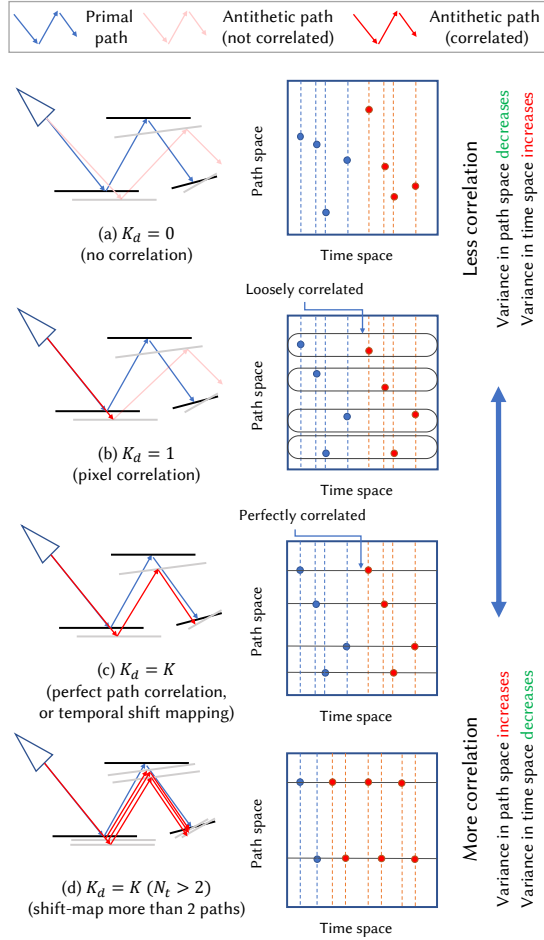 Primal
path
Antithetic path
(not correlated)
Antithetic path
(correlated)
Path space
Time space
(a) K_d = 0
(no correlation)
Less correlation
Variance in path space decreases
Variance in time space increases
Loosely correlated
Path space
Time space
(b) K_d = 1
(pixel correlation)
Perfectly correlated
Path space
Time space
(c) K_d = K
(perfect path correlation,
or temporal shift mapping)
More correlation
Variance in path space increases
Variance in time space decreases
Path space
Time space
(d) K_d = K (N_t > 2)
(shift-map more than 2 paths)